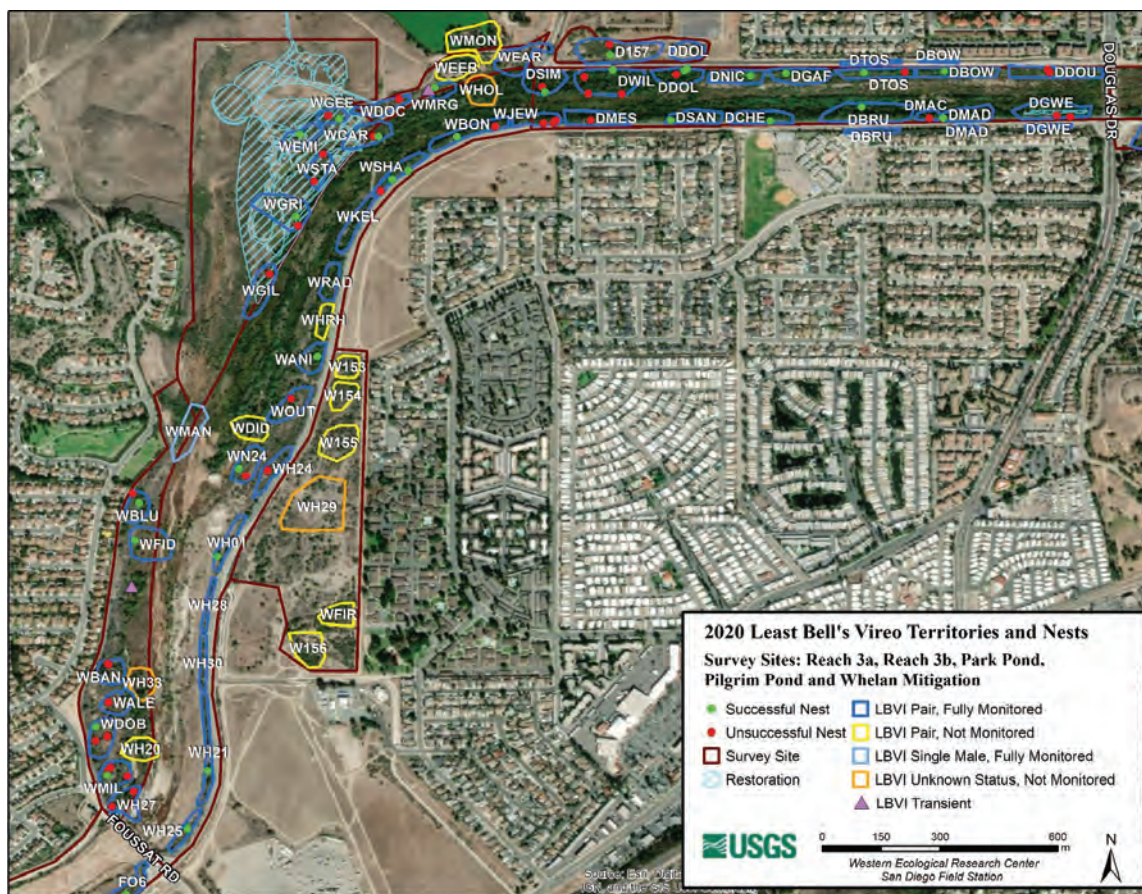 WMON
WEAR
D157
DDOL
WEEB
DSIM
DWIL
DDOL
DNIC
DGAF
DTOS
DTOS
DBOW
DBOW
DDOU
DOUGLAS DR
WHOL
WMRG
WDOC
WGEE
WJEW
WBON
DMES
DSAN
DCHE
DBRU
DBRU
DMAC
DMAD
DMAD
DGWE
DGWE
WCAR
WEMI
WSTA
WSHA
WGRI
WKEL
WGIL
WRAD
WHRH
WANI
W153
W154
WOUT
WMAN
WDID
W155
WN24
WH24
WH29
WBLU
WFID
WH01
WH28
WFIR
W156
WH30
WBAN
WH33
WALE
WDOB
WH20
WH21
WMIL
WH27
WH25
FOUSSAT RD
FO6
2020 Least Bell's Vireo Territories and Nests
Survey Sites: Reach 3a, Reach 3b, Park Pond,
Pilgrim Pond and Whelan Mitigation
Successful Nest
Unsuccessful Nest
Survey Site
Restoration
LBVI Pair, Fully Monitored
LBVI Pair, Not Monitored
LBVI Single Male, Fully Monitored
LBVI Unknown Status, Not Monitored
LBVI Transient
USGS
0 150 300 600
m
N
Western Ecological Research Center
San Diego Field Station